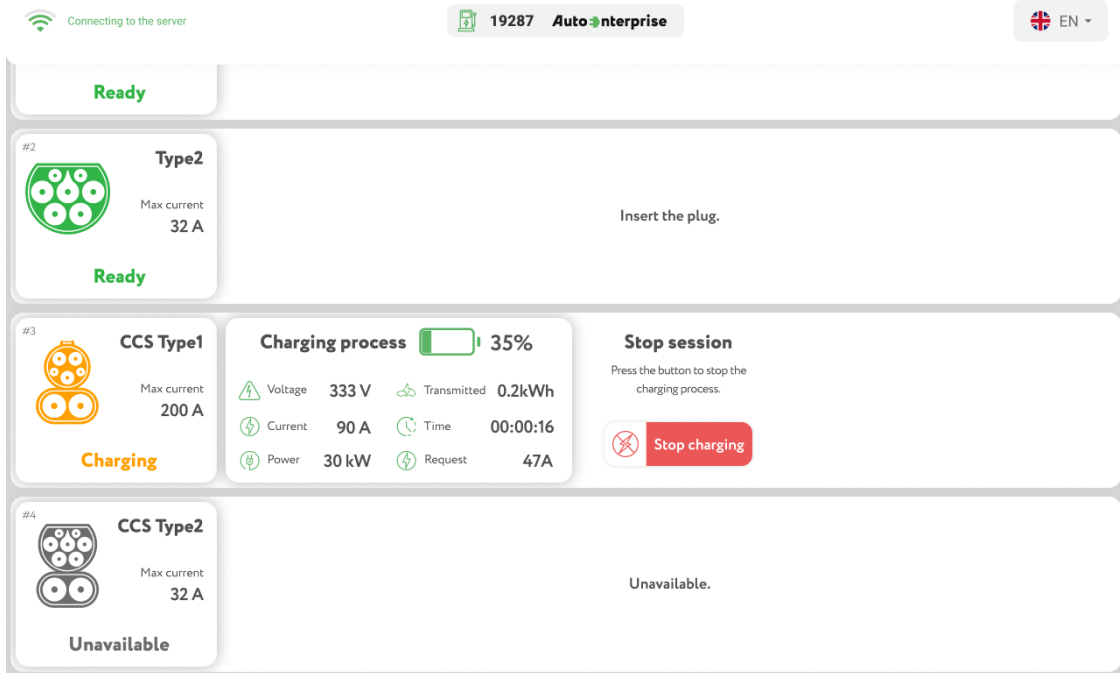 Connecting to the server
19287 Auto Enterprise
EN
Ready
#2
Type2
Max current
32 A
Ready
Insert the plug.
#3
CCS Type1
Max current
200 A
Charging
Charging process 35%
Voltage 333 V Transmitted 0.2kWh
Current 90 A Time 00:00:16
Power 30 kW Request 47A
Stop session
Press the button to stop the
charging process.
Stop charging
#4
CCS Type2
Max current
32 A
Unavailable
Unavailable.